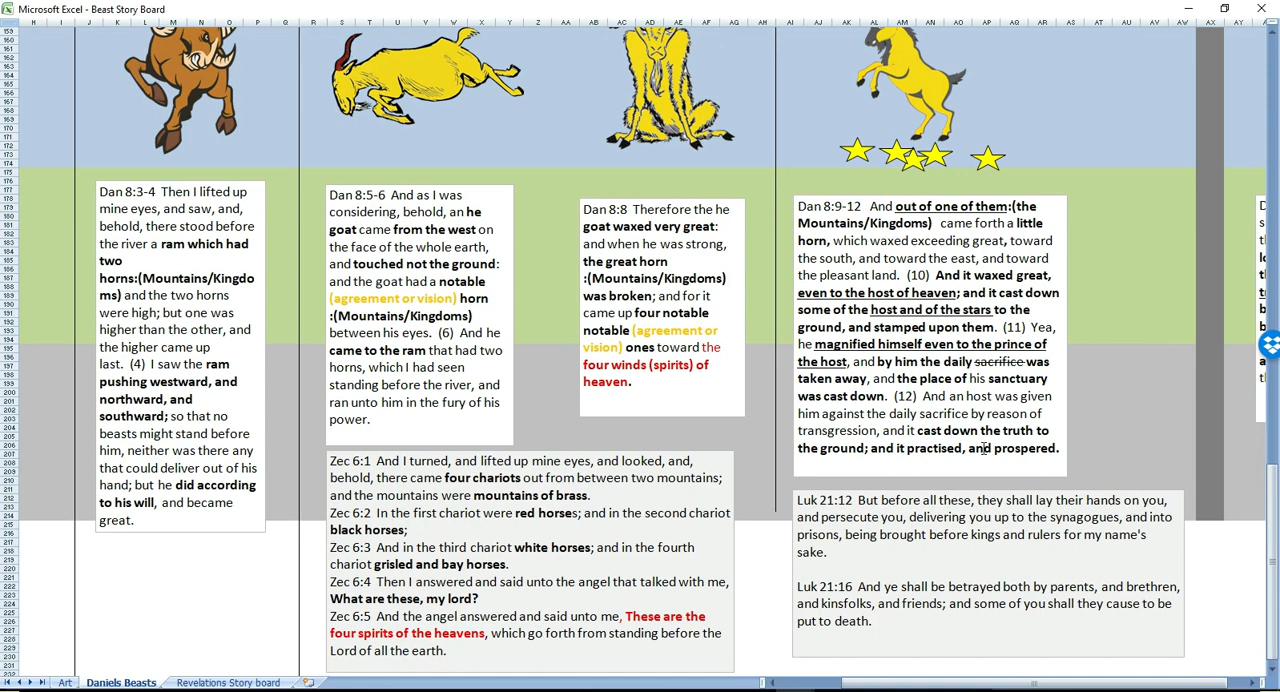 Microsoft Excel - Beast Story Board
Dan 8:3-4 Then I lifted up
mine eyes, and saw, and,
behold, there stood before
the river a ram which had
two
horns:(Mountains/Kingdo
ms) and the two horns
were high; but one was
higher than the other, and
the higher came up
last. (4) I saw the ram
pushing westward, and
northward, and
southward; so that no
beasts might stand before
him, neither was there any
that could deliver out of his
hand; but he did according
to his will, and became
great.
Dan 8:5-6 And as I was
considering, behold, an he
goat came from the west on
the face of the whole earth,
and touched not the ground:
and the goat had a notable
(agreement or vision) horn
:(Mountains/Kingdoms)
between his eyes. (6) And he
came to the ram that had two
horns, which I had seen
standing before the river, and
ran unto him in the fury of his
power.
Dan 8:8 Therefore the he
goat waxed very great:
and when he was strong,
the great horn
:(Mountains/Kingdoms)
was broken; and for it
came up four notable
notable (agreement or
vision) ones toward the
four winds (spirits) of
heaven.
Dan 8:9-12 And out of one of them:(the
Mountains/Kingdoms) came forth a little
horn, which waxed exceeding great, toward
the south, and toward the east, and toward
the pleasant land. (10) And it waxed great,
even to the host of heaven; and it cast down
some of the host and of the stars to the
ground, and stamped upon them. (11) Yea,
he magnified himself even to the prince of
the host, and by him the daily sacrifice was
taken away, and the place of his sanctuary
was cast down. (12) And an host was given
him against the daily sacrifice by reason of
transgression, and it cast down the truth to
the ground; and it practised, and prospered.
Zec 6:1 And I turned, and lifted up mine eyes, and looked, and,
behold, there came four chariots out from between two mountains;
and the mountains were mountains of brass.
Zec 6:2 In the first chariot were red horses; and in the second chariot
black horses;
Zec 6:3 And in the third chariot white horses; and in the fourth
chariot grisled and bay horses.
Zec 6:4 Then I answered and said unto the angel that talked with me,
What are these, my lord?
Zec 6:5 And the angel answered and said unto me, These are the
four spirits of the heavens, which go forth from standing before the
Lord of all the earth.
Luk 21:12 But before all these, they shall lay their hands on you,
and persecute you, delivering you up to the synagogues, and into
prisons, being brought before kings and rulers for my name's
sake.
Luk 21:16 And ye shall be betrayed both by parents, and brethren,
and kinsfolks, and friends; and some of you shall they cause to be
put to death.
Art Daniels Beasts Revelations Story board